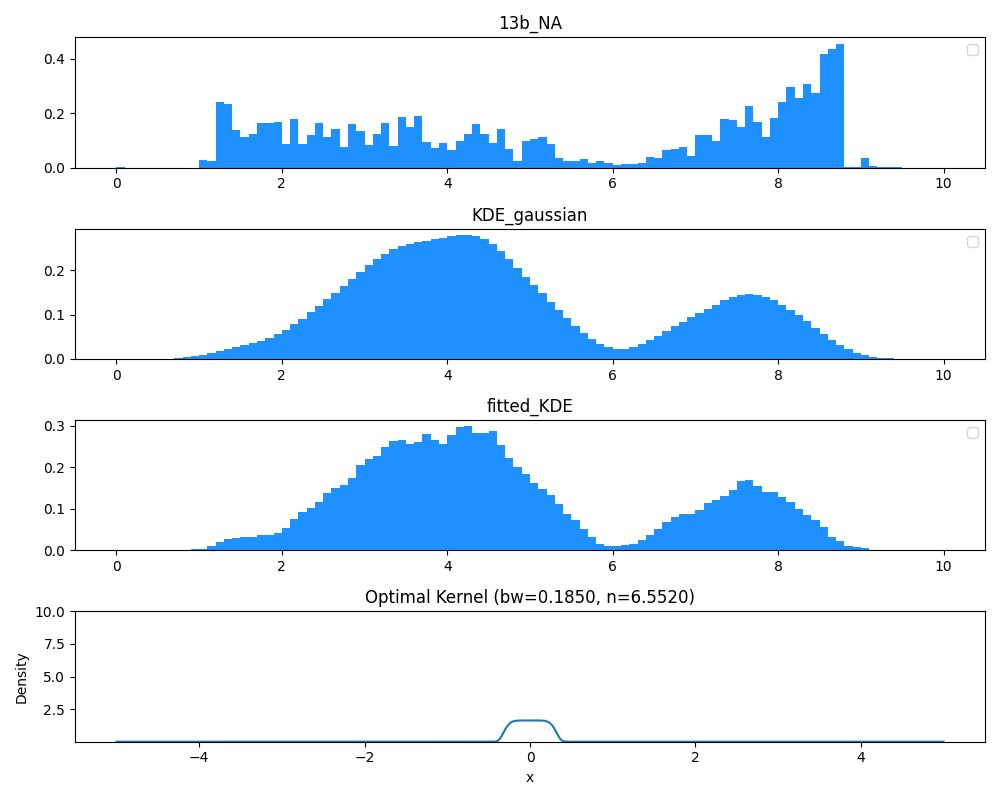 13b_NA
0.4
0.2
0.0
0 2 4 6 8 10
KDE_gaussian
0.2
0.1
0.0
0 2 4 6 8 10
fitted_KDE
0.3
0.2
0.1
0.0
0 2 4 6 8 10
Optimal Kernel (bw=0.1850, n=6.5520)
10.0
7.5
5.0
2.5
Density
−4 −2 0 2 4
x